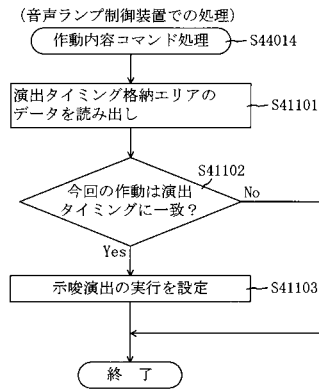 (音声ランプ制御装置での処理)
作動内容コマンド処理
S44014
演出タイミング格納エリアの
データを読み出し
S41101
S41102
今回の作動は演出
タイミングに一致？
No
Yes
示唆演出の実行を設定
S41103
終 了